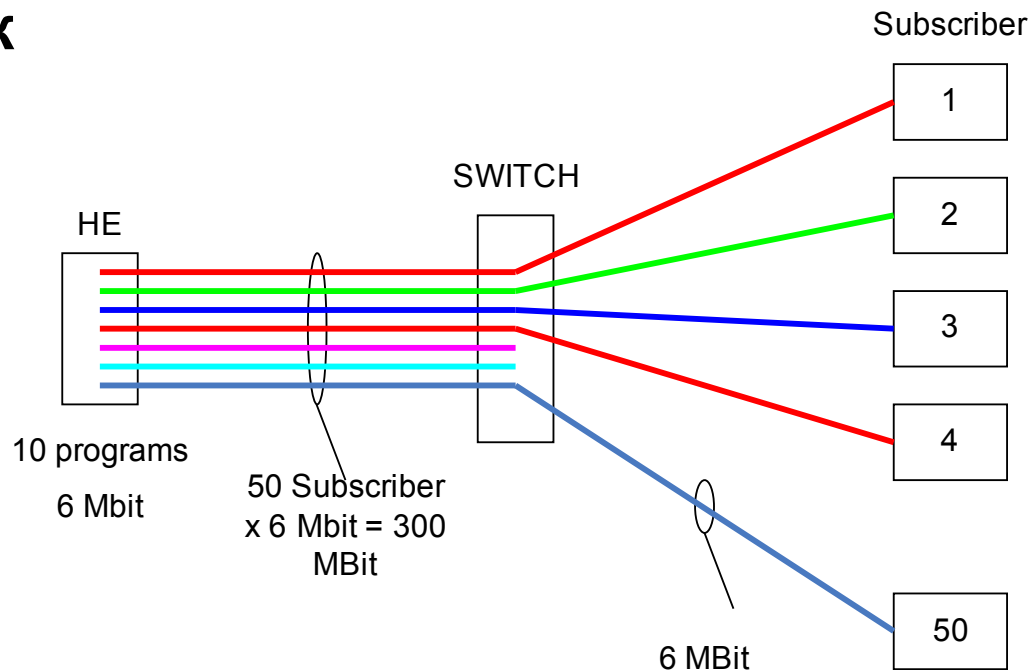 x
Subscriber
1
SWITCH
2
HE
3
4
10 programs
6 Mbit
50 Subscriber
x 6 Mbit = 300
MBit
50
6 MBit